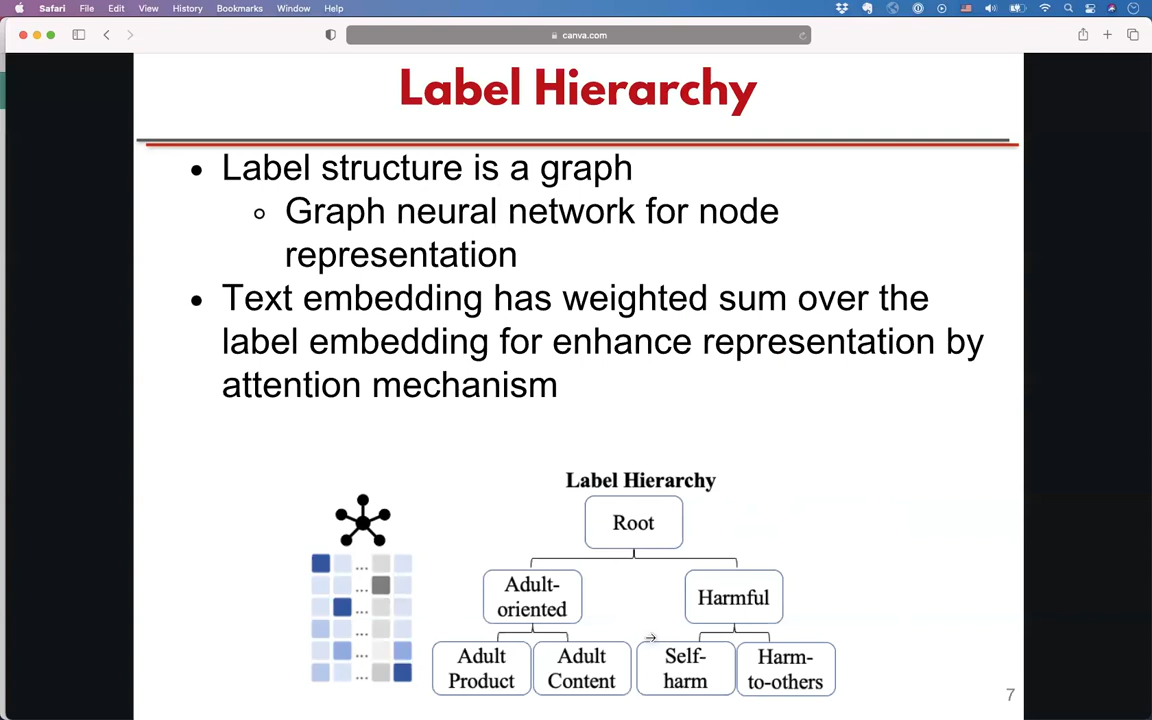 Safari File Edit View History Bookmarks Window Help
canva.com
Label Hierarchy
• Label structure is a graph
○ Graph neural network for node
representation
• Text embedding has weighted sum over the
label embedding for enhance representation by
attention mechanism
Label Hierarchy
Root
Adult-
oriented
Harmful
Adult
Product
Adult
Content
Self-
harm
Harm-
to-others
...
...
...
...
...
...
7